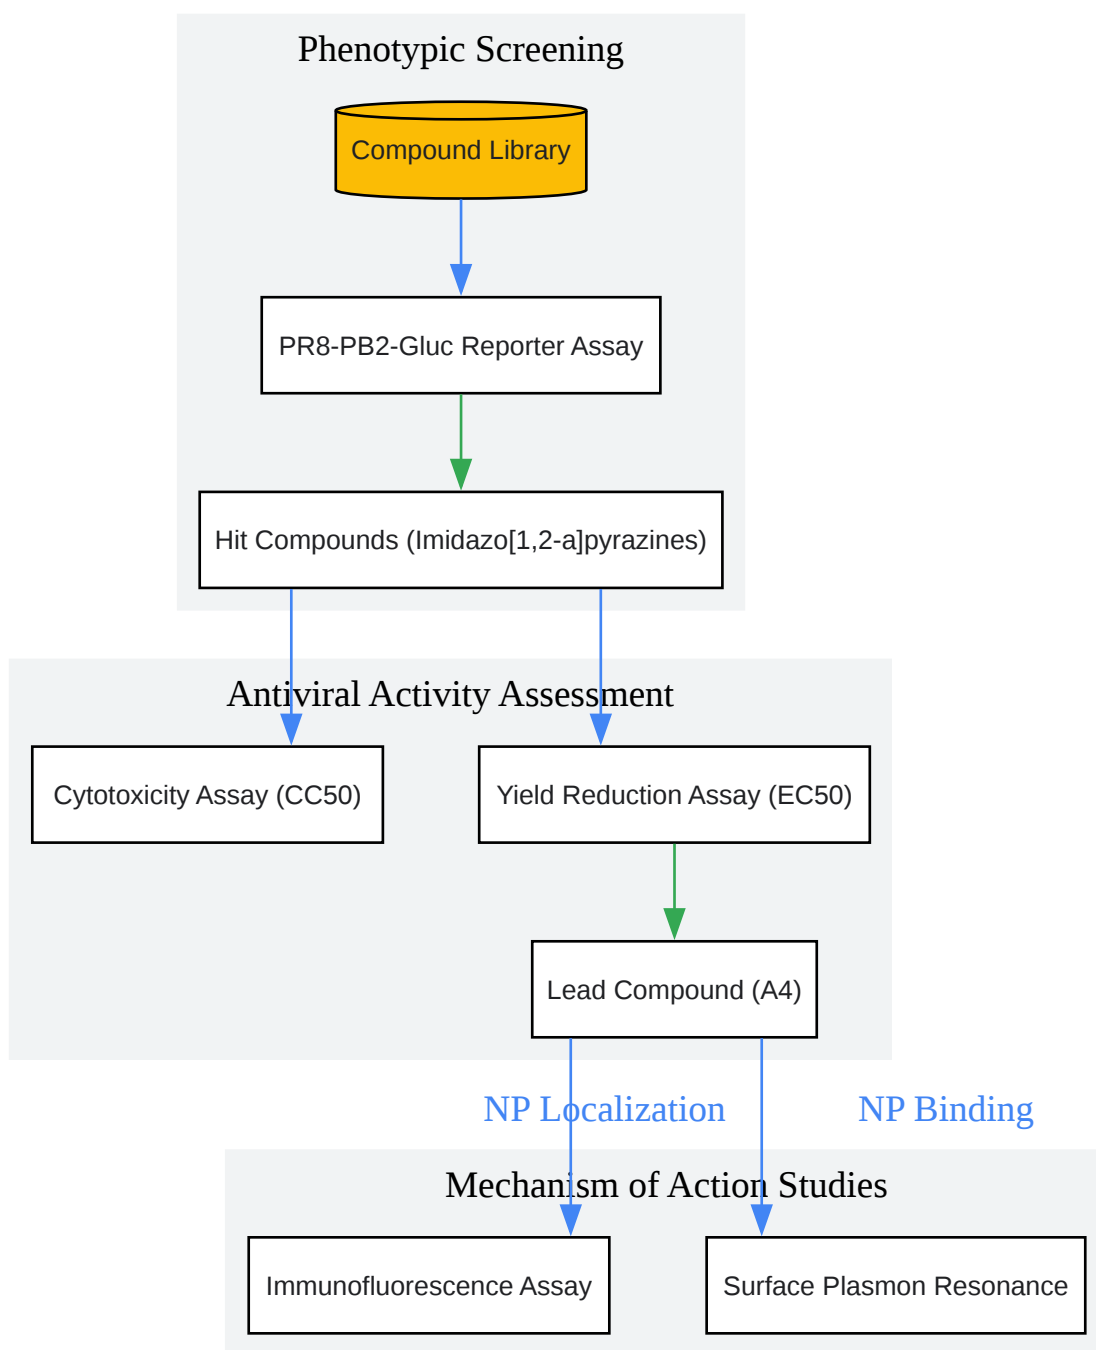 Phenotypic Screening
Compound Library
PR8-PB2-Gluc Reporter Assay
Hit Compounds (Imidazo[1,2-a]pyrazines)
Antiviral Activity Assessment
Cytotoxicity Assay (CC50)
Yield Reduction Assay (EC50)
Lead Compound (A4)
NP Localization
NP Binding
Mechanism of Action Studies
Immunofluorescence Assay
Surface Plasmon Resonance